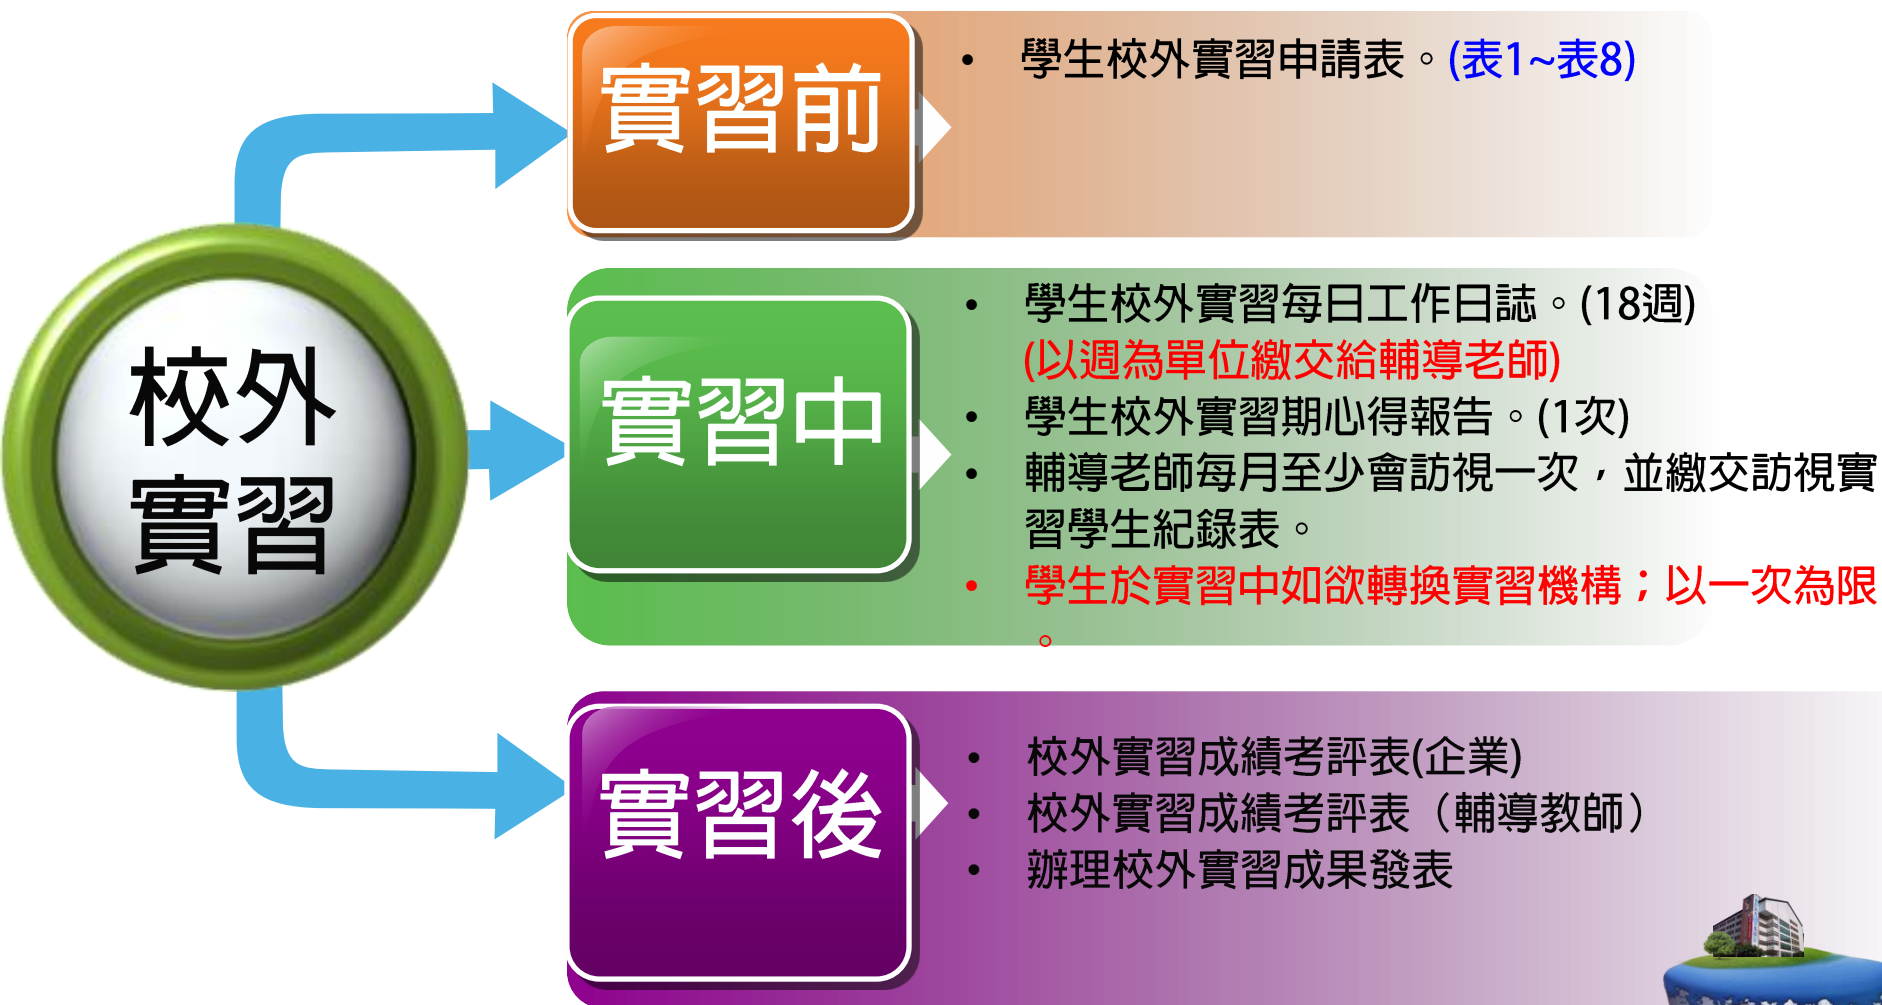 校外
實習
實習前
• 學生校外實習申請表。(表1~表8)
實習中
• 學生校外實習每日工作日誌。(18週)
(以週為單位繳交給輔導老師)
• 學生校外實習期心得報告。(1次)
• 輔導老師每月至少會訪視一次，並繳交訪視實
習學生紀錄表。
• 學生於實習中如欲轉換實習機構；以一次為限
。
實習後
• 校外實習成績考評表(企業)
• 校外實習成績考評表（輔導教師）
• 辦理校外實習成果發表